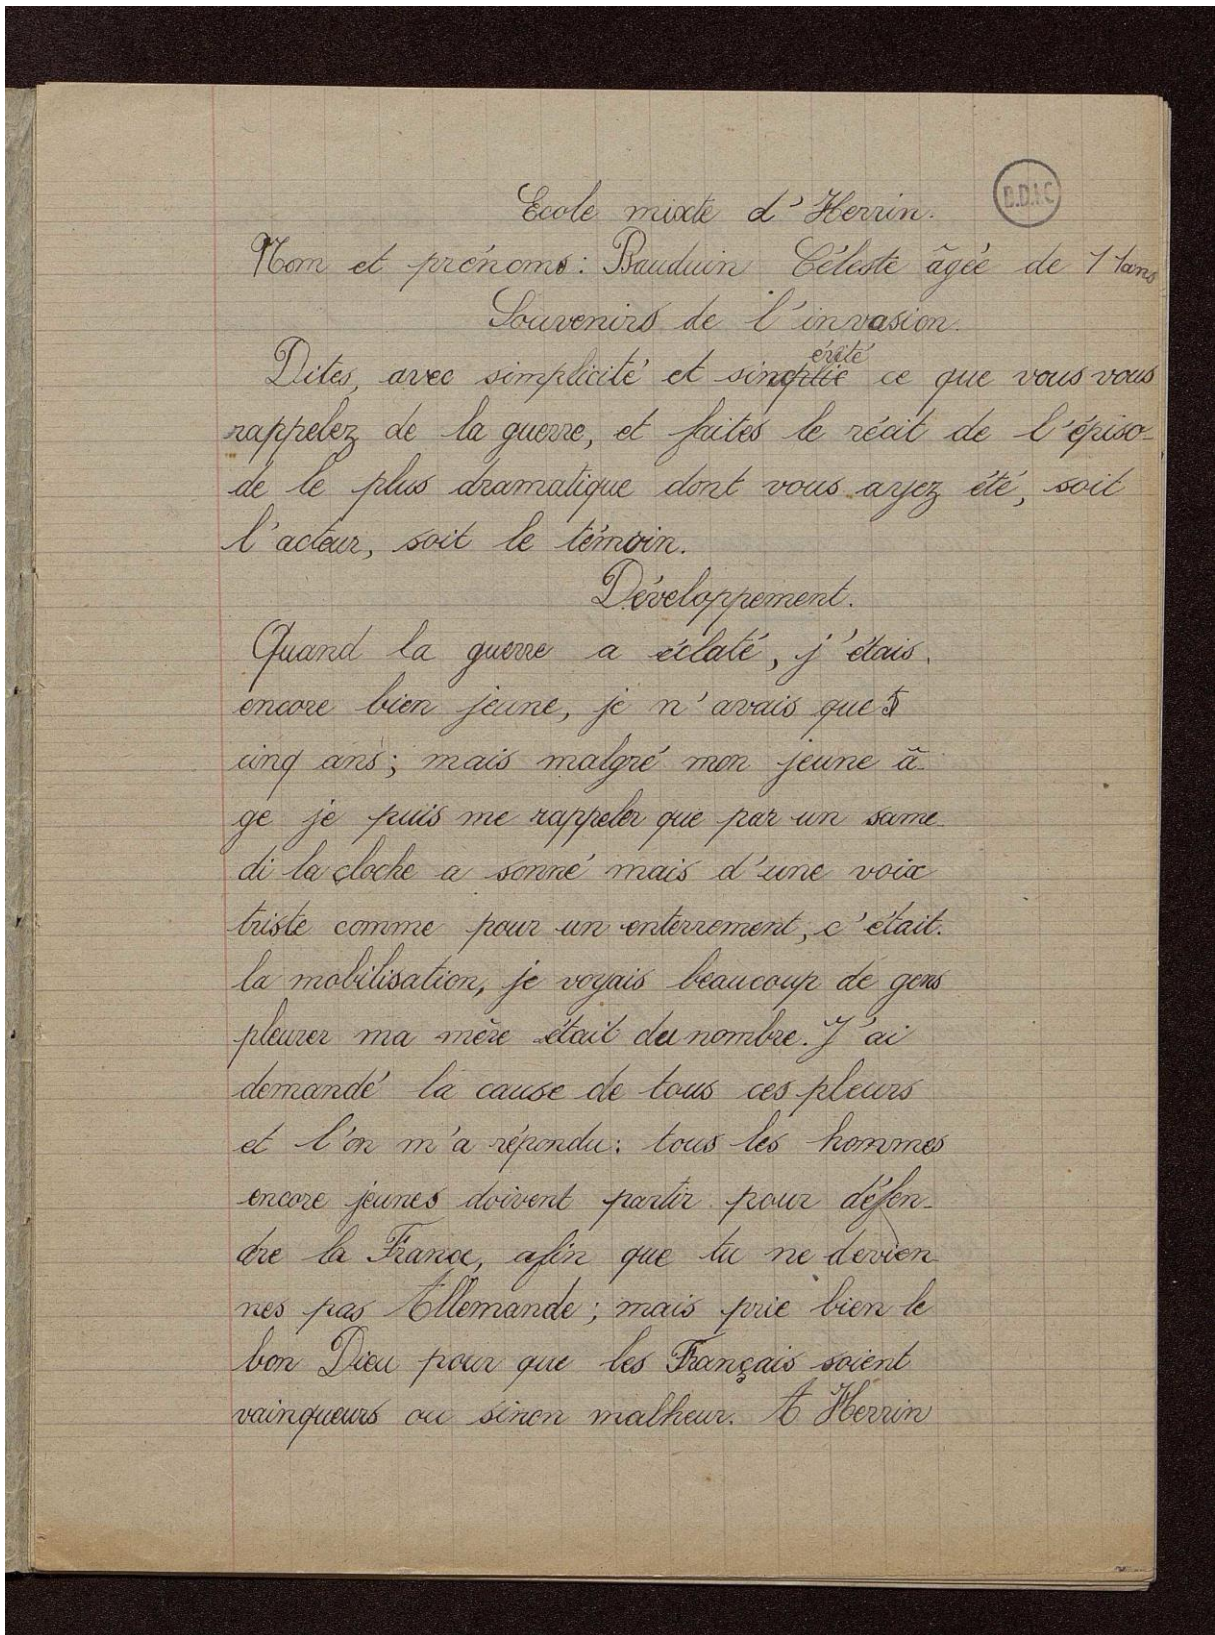 Ecole mixte d'Herrin.
B.D.I.C
Nom et prénoms: Bauduin Céleste âgée de 11ans
Souvenirs de l'invasion.
érité
Dites, avec simplicité et sincplié ce que vous vous
rappelez de la guerre, et faites le récit de l'épiso-
de le plus dramatique dont vous ayez été, soit
l'acteur, soit le témoin.
Développement.
Quand la guerre a éclaté, j'étais.
encore bien jeune, je n'avais que 5
cinq ans; mais malgré mon jeune â-
ge je puis me rappeler que par un same-
di la cloche a sonné mais d'une voix
triste comme pour un enterrement, c'était.
la mobilisation, je voyais beaucoup de gens
pleurer ma mère était du nombre. J'ai
demandé la cause de tous ces pleurs
et l'on m'a répondu: tous les hommes
encore jeunes doivent partir pour défen-
dre la France, afin que tu ne devien
nes pas Allemande; mais prie bien le
bon Dieu pour que les Français soient
vainqueurs ou sinon malheur. A Herrin